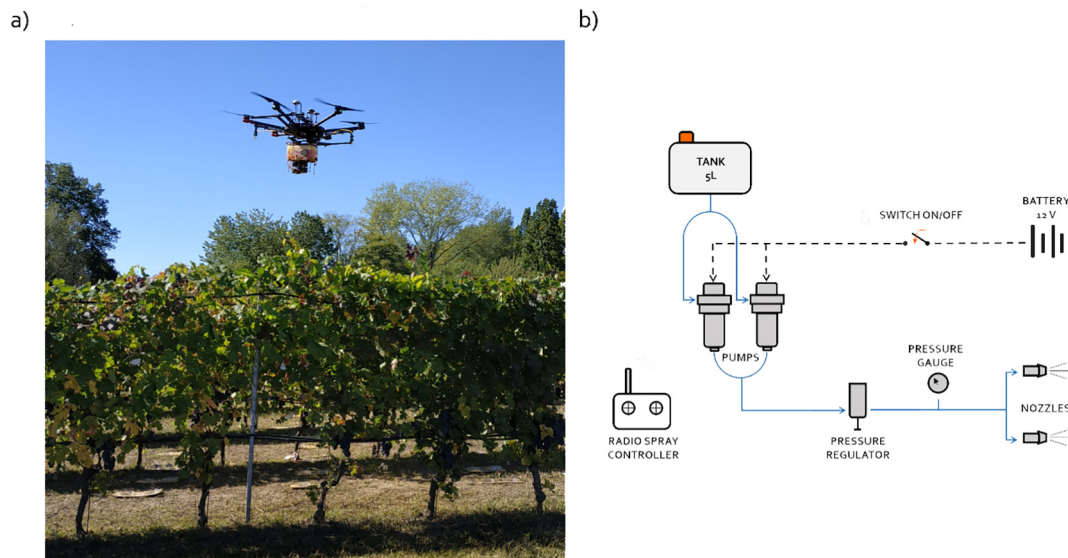 a)
b)
TANK
5L
BATTERY
12 V
SWITCH ON/OFF
PUMPS
PRESSURE
GAUGE
NOZZLES
RADIO SPRAY
CONTROLLER
PRESSURE
REGULATOR